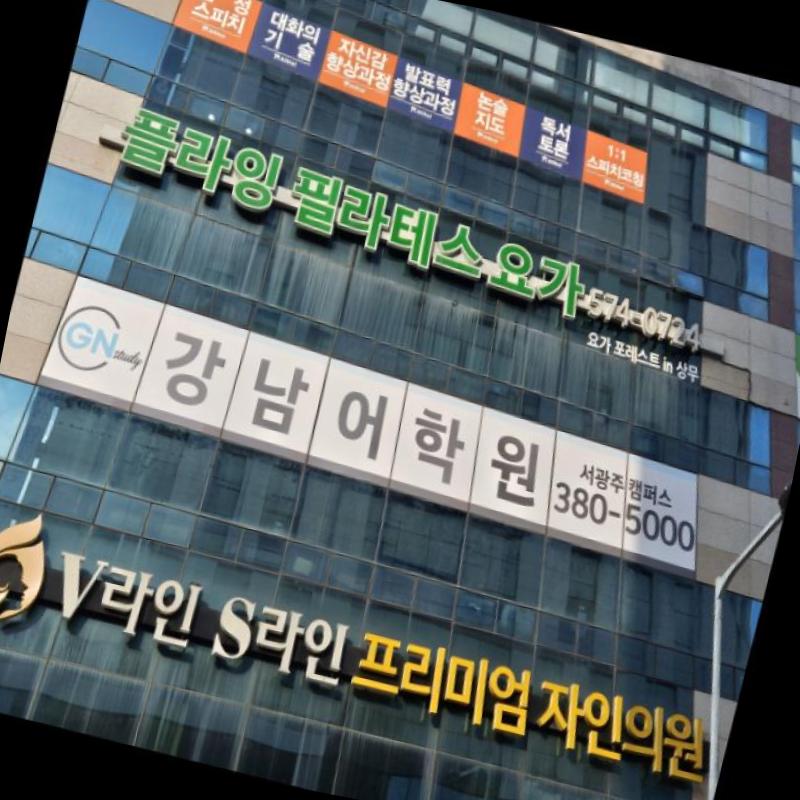 스피치
대화의
기술
자신감
향상과정
발표력
향상과정
논술
지도
독서
토론
1:1
스피치코칭
플라잉 필라테스 요가 574-0724
요가 포레스트 in 상무
GN study
강남어학원
서광주 캠퍼스
380-5000
V라인 S라인 프리미엄 자인의원